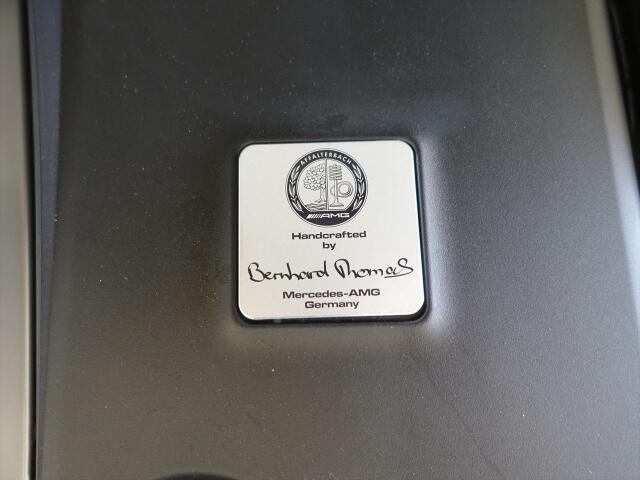 AFFALTERBACH
AMG
Handcrafted
by
Bernhard Thomas
Mercedes-AMG
Germany